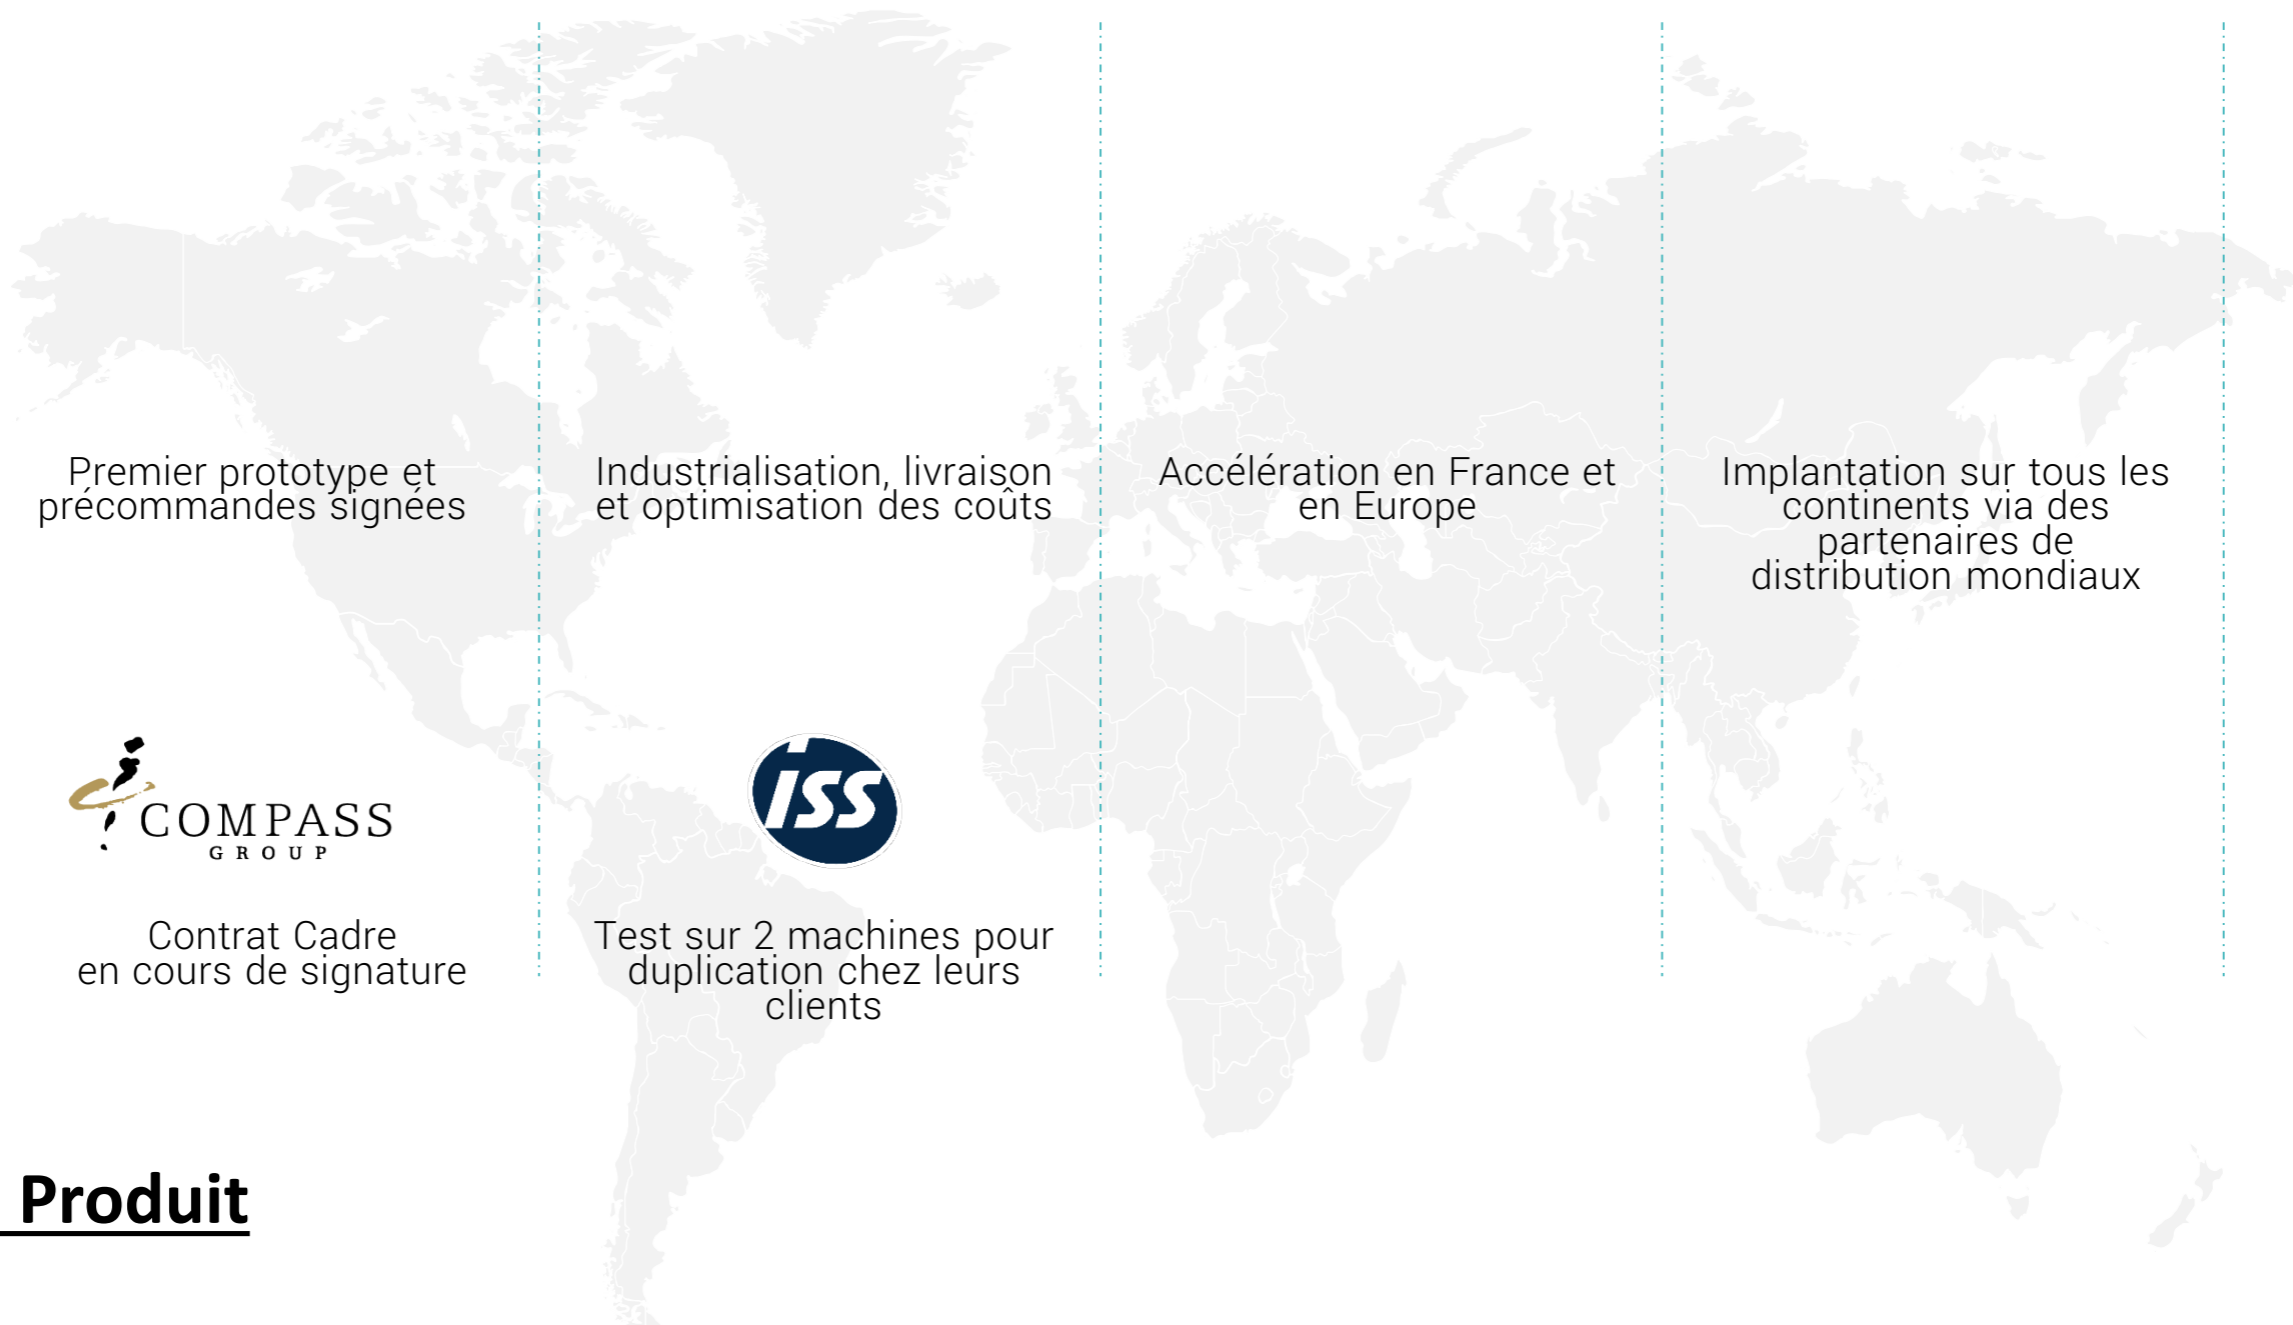 Premier prototype et
précommandes signées
Industrialisation, livraison
et optimisation des coûts
Accélération en France et
en Europe
Implantation sur tous les
continents via des
partenaires de
distribution mondiaux
COMPASS
GROUP
Contrat Cadre
en cours de signature
ISS
Test sur 2 machines pour
duplication chez leurs
clients
Produit